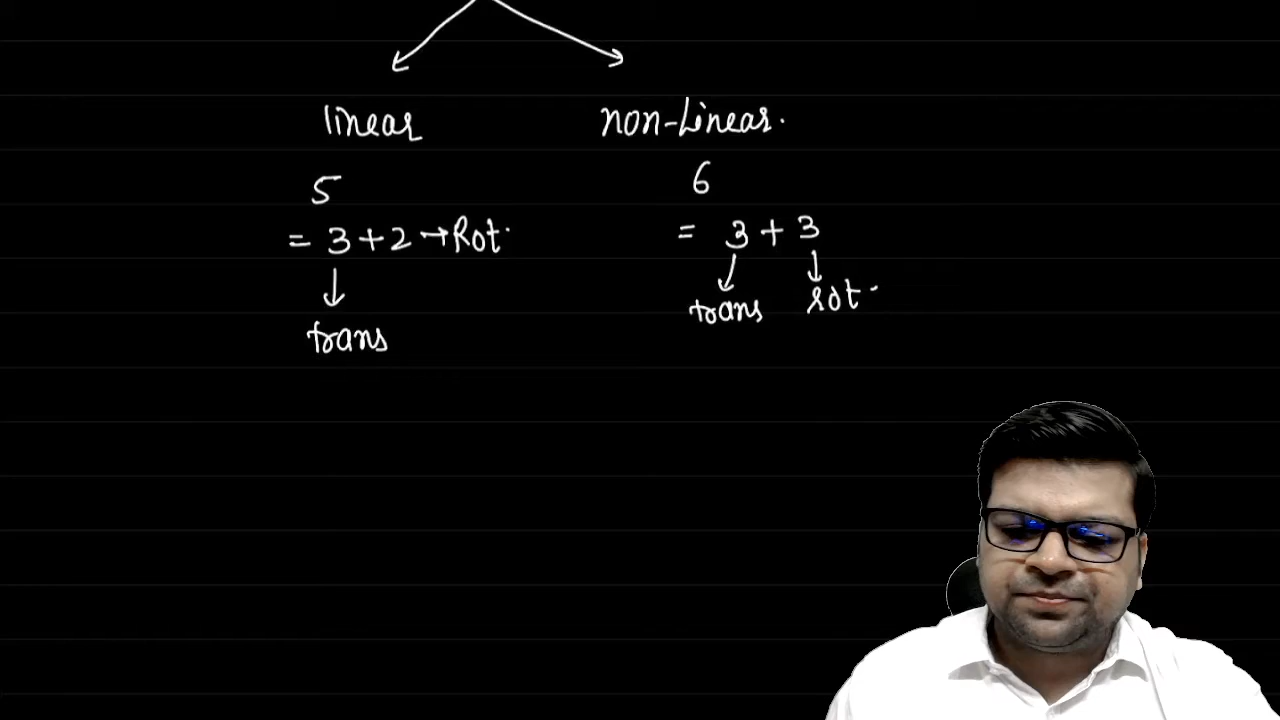 linear non-linear.
5 6
= 3+2 → Rot. = 3 + 3
↓ ↓ ↓
trans trans rot.